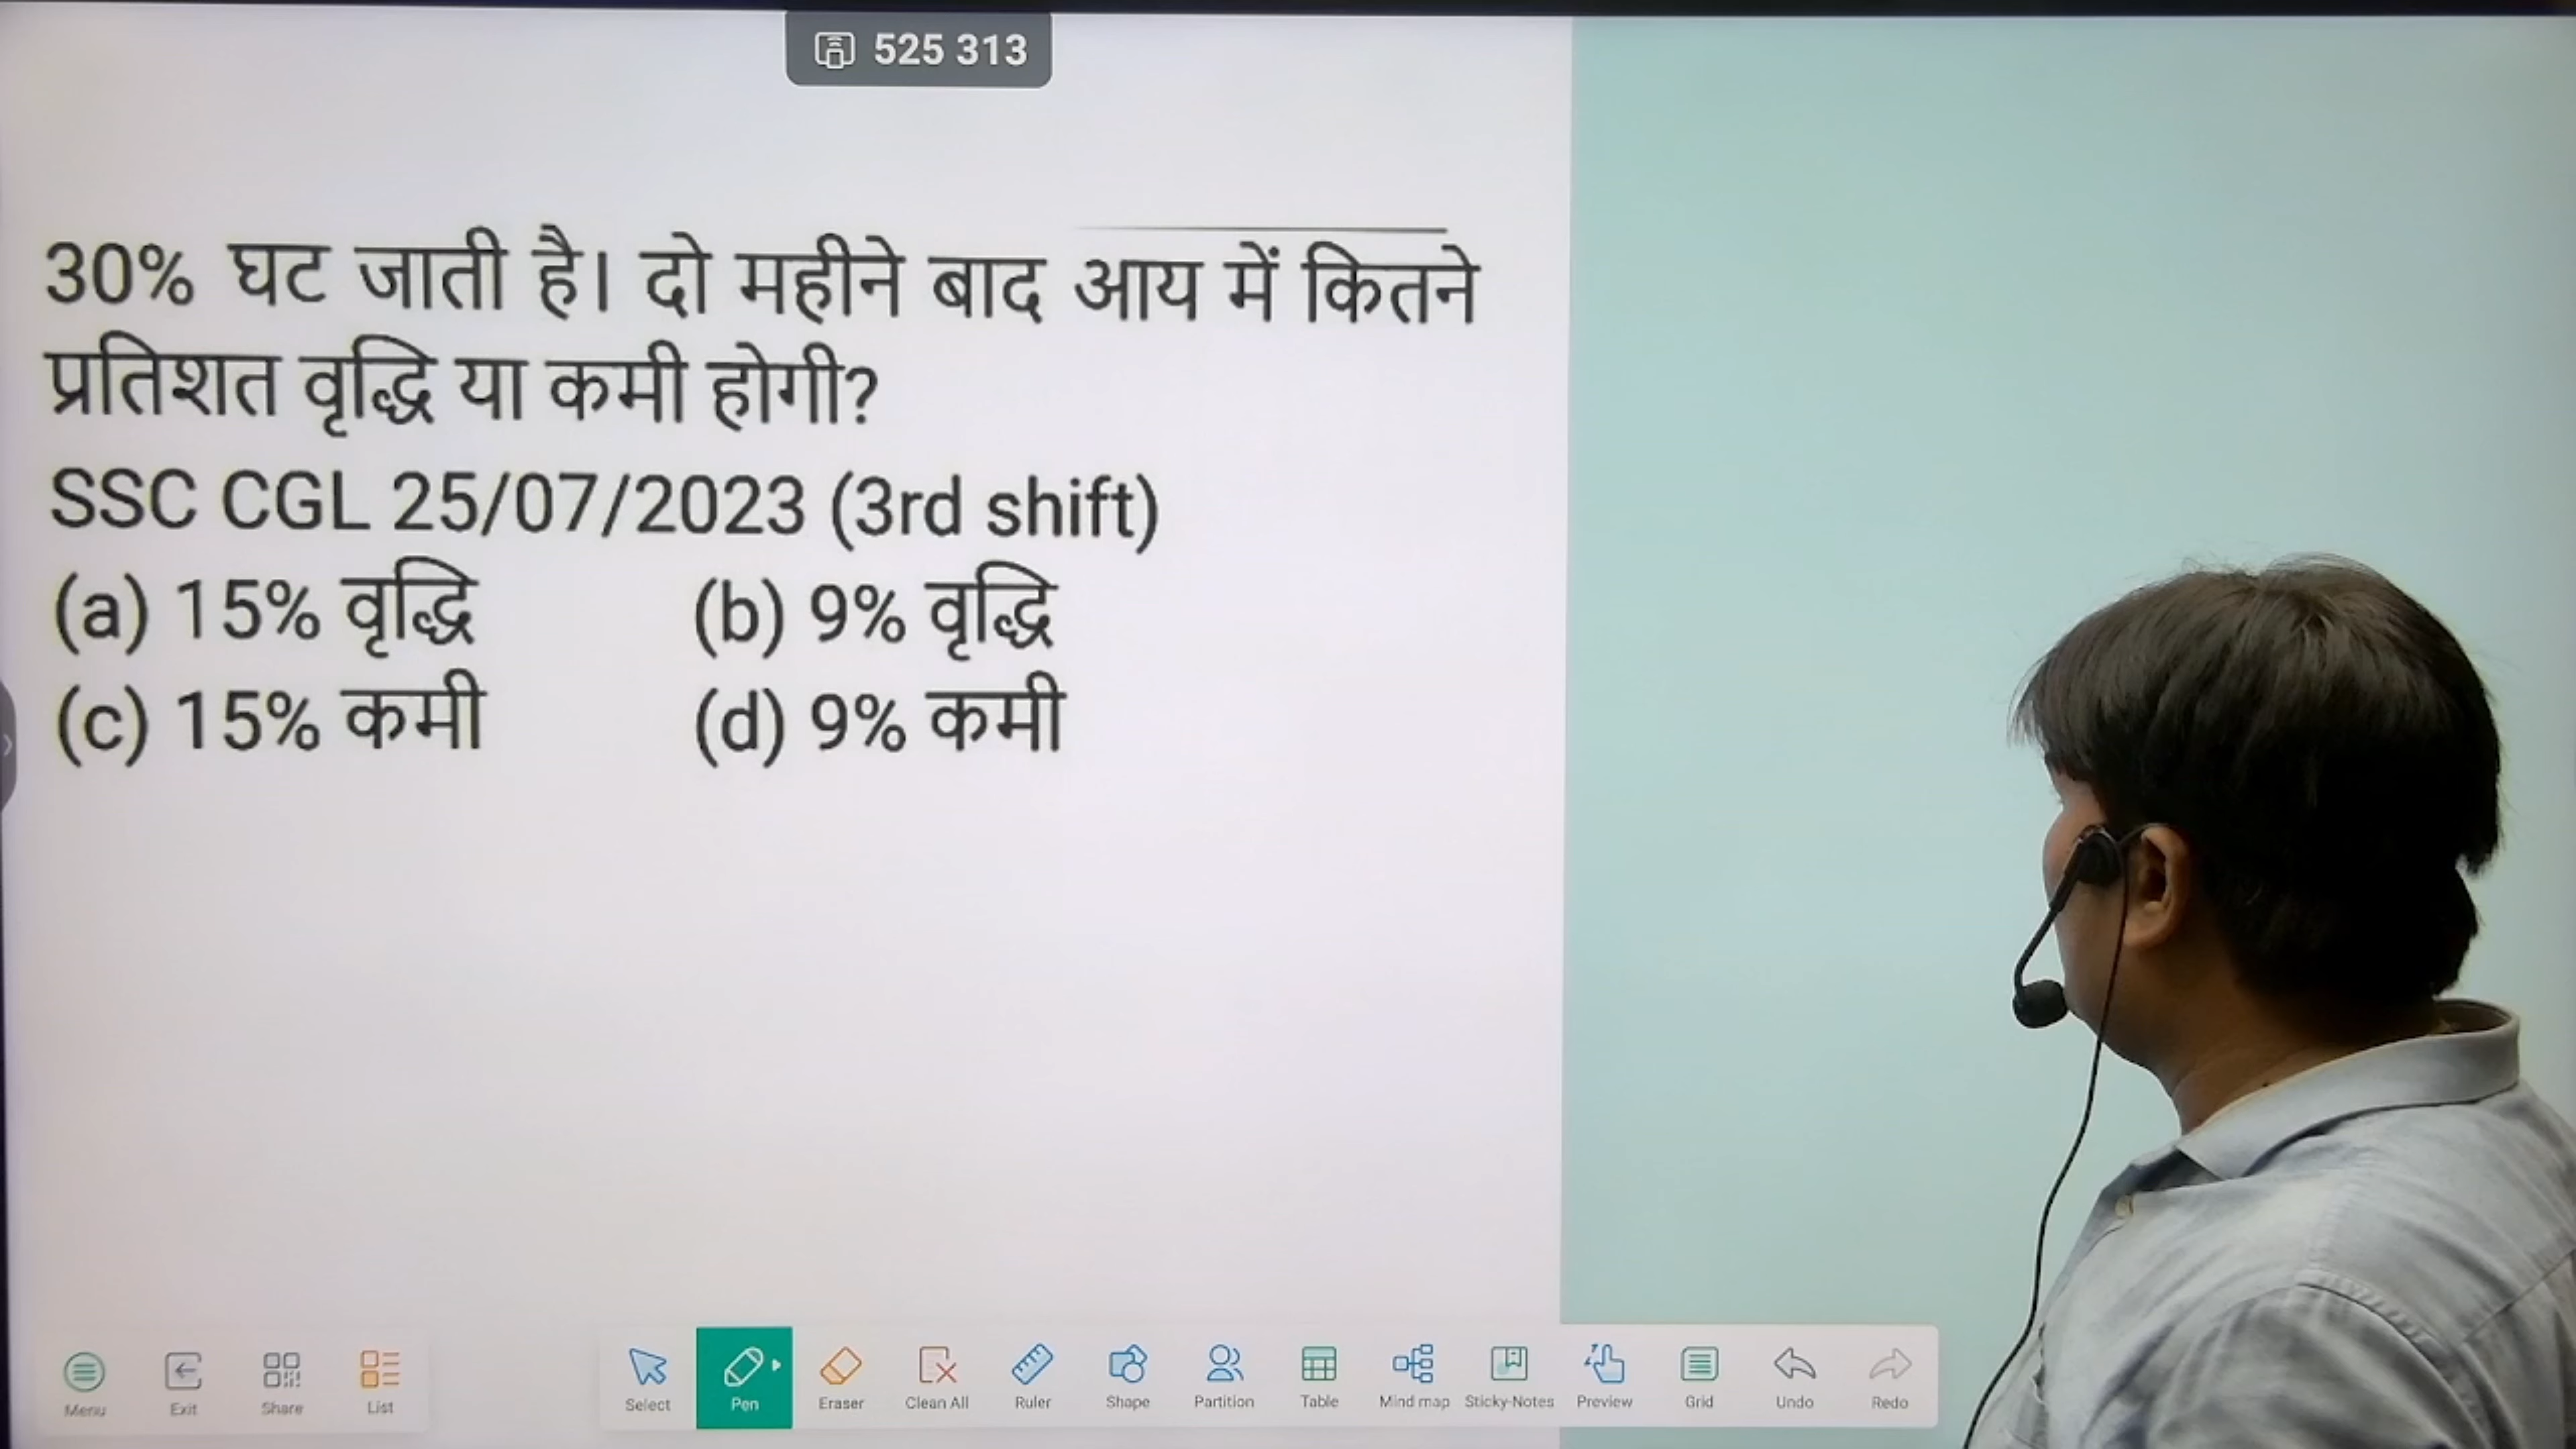 525 313
30% घट जाती है। दो महीने बाद आय में कितने
प्रतिशत वृद्धि या कमी होगी?
SSC CGL 25/07/2023 (3rd shift)
(a) 15% वृद्धि (b) 9% वृद्धि
(c) 15% कमी (d) 9% कमी
Menu Exit Share List Select Pen Eraser Clean All Ruler Shape Partition Table Mind map Sticky-Notes Preview Grid Undo Redo